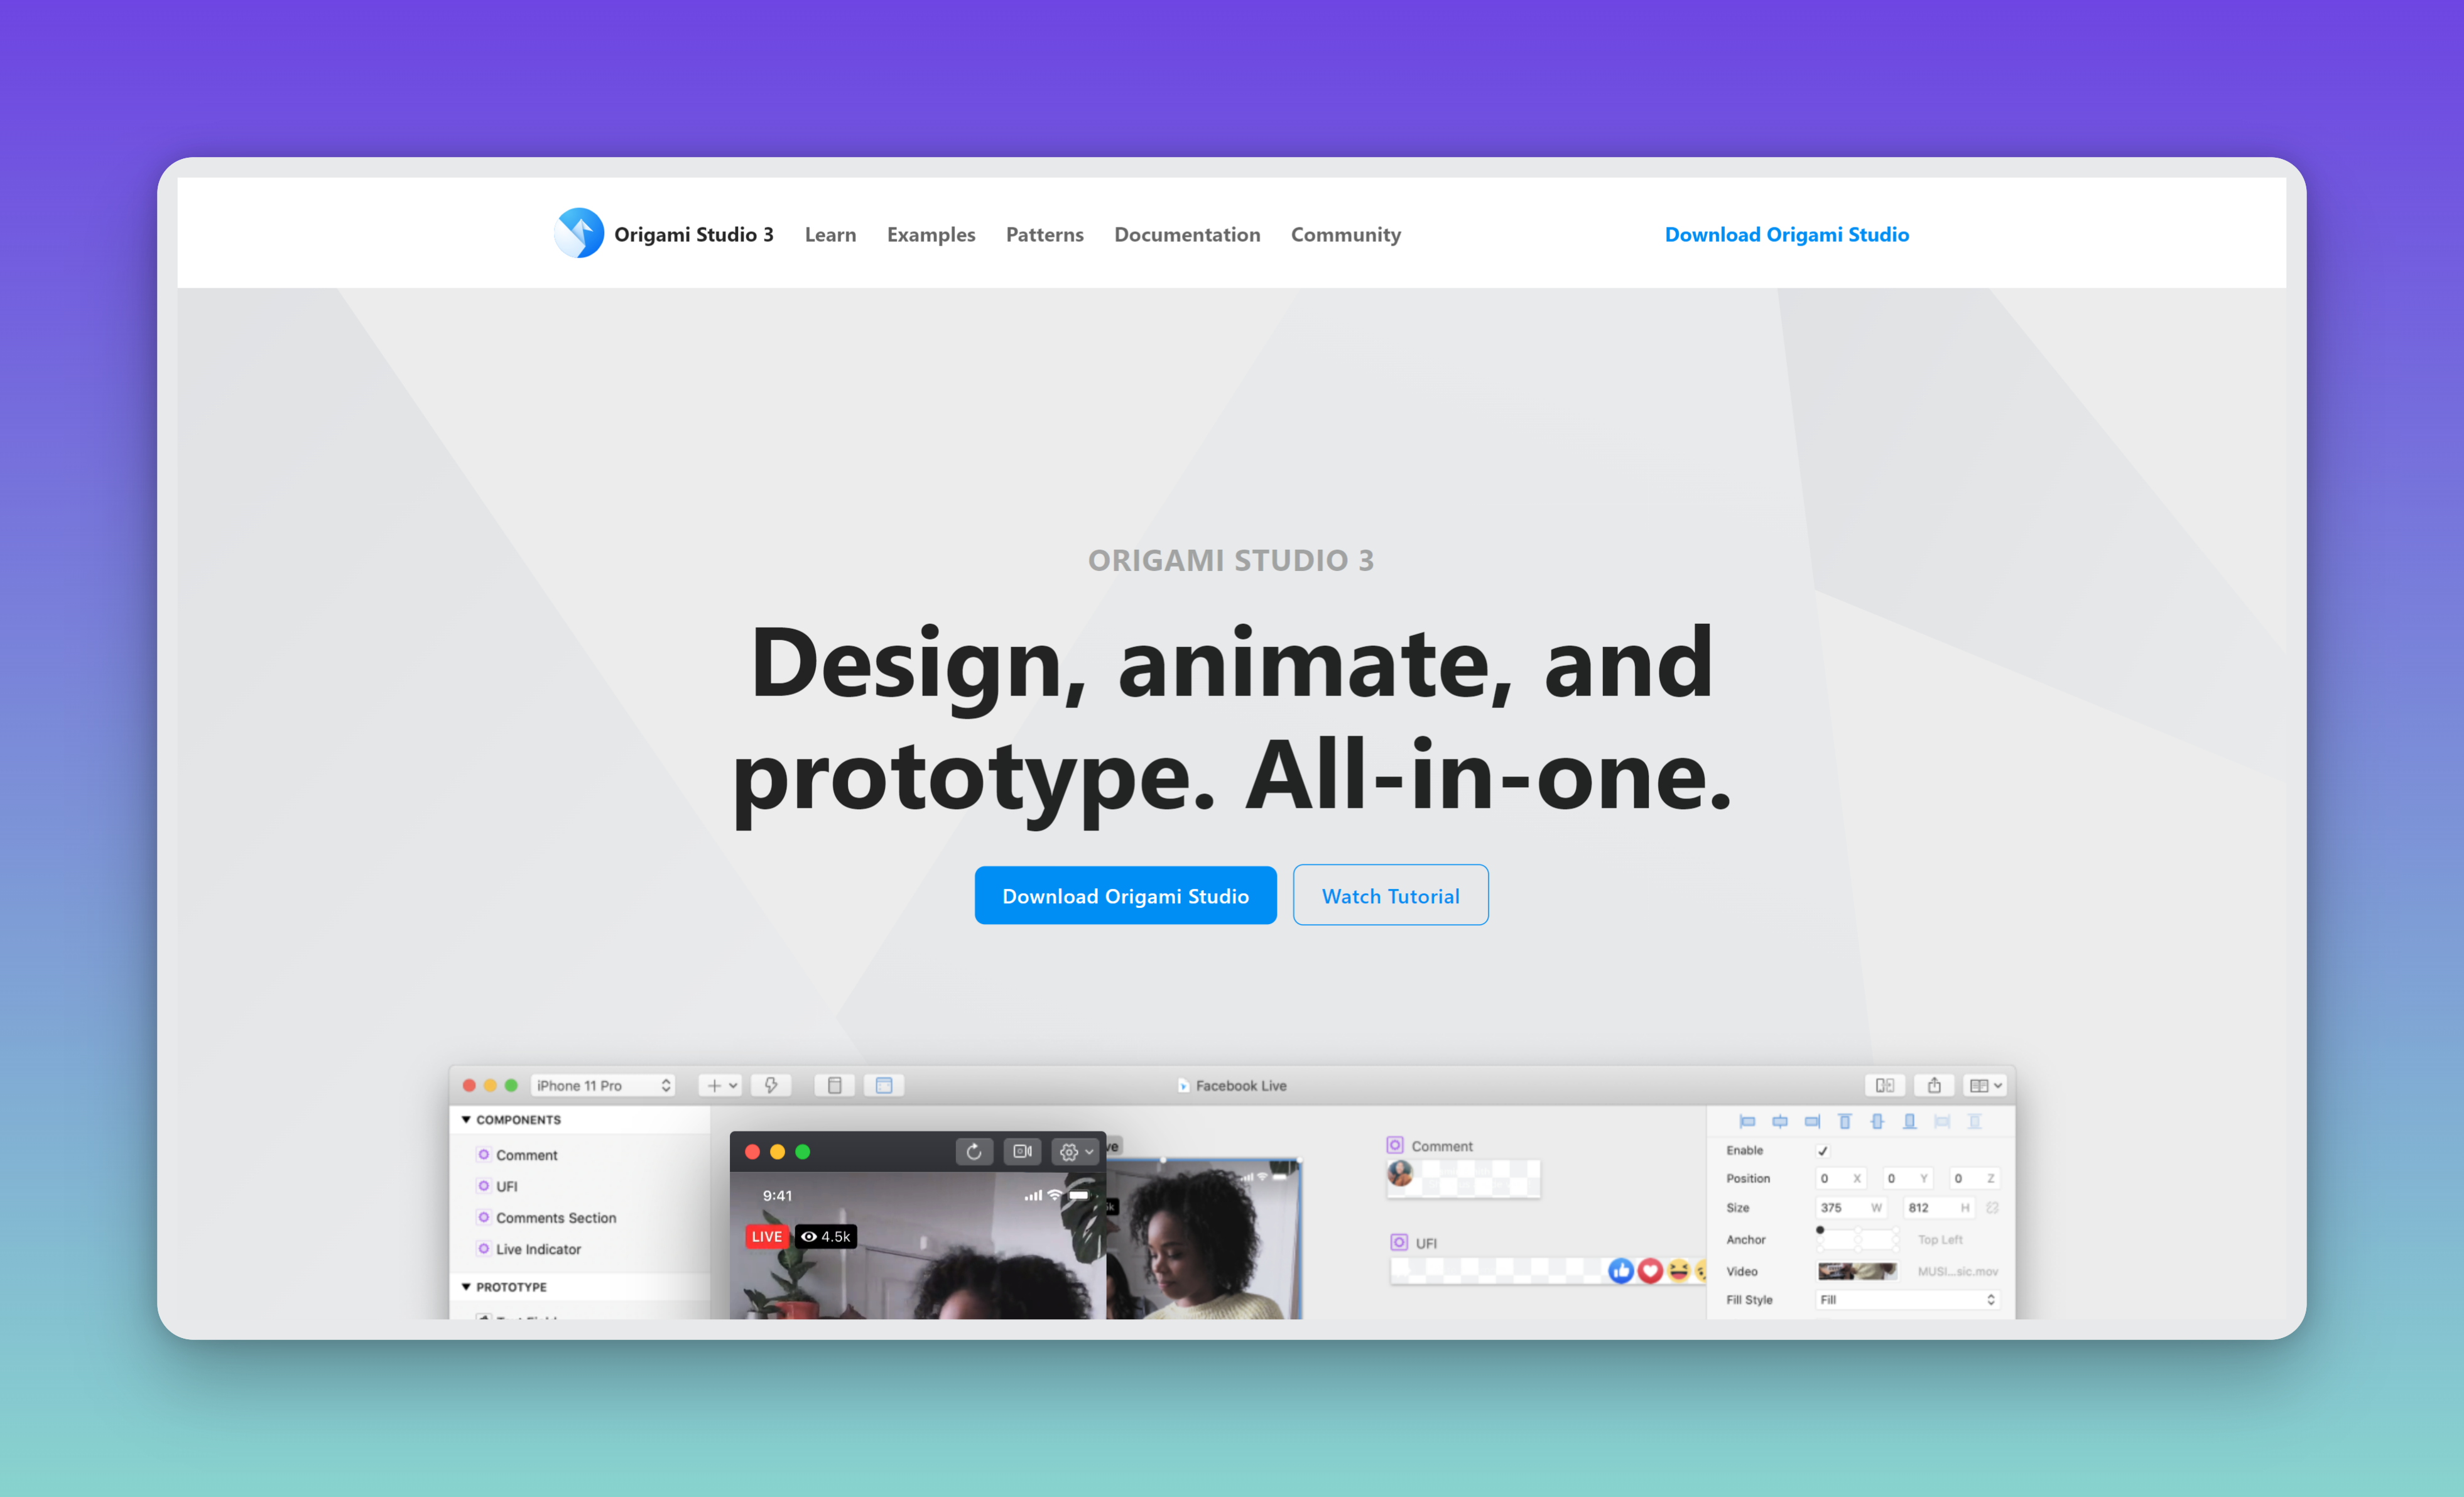 Origami Studio 3 Learn Examples Patterns Documentation Community Download Origami Studio
ORIGAMI STUDIO 3
Design, animate, and
prototype. All-in-one.
Download Origami Studio Watch Tutorial
iPhone 11 Pro Facebook Live
COMPONENTS
Comment
UFI
Comments Section
Live Indicator
PROTOTYPE
9:41
LIVE 4.5k
Comment
UFI
Enable
Position 0 X 0 Y 0 Z
Size 375 W 812 H
Anchor Top Left
Video MUSI...sic.mov
Fill Style Fill